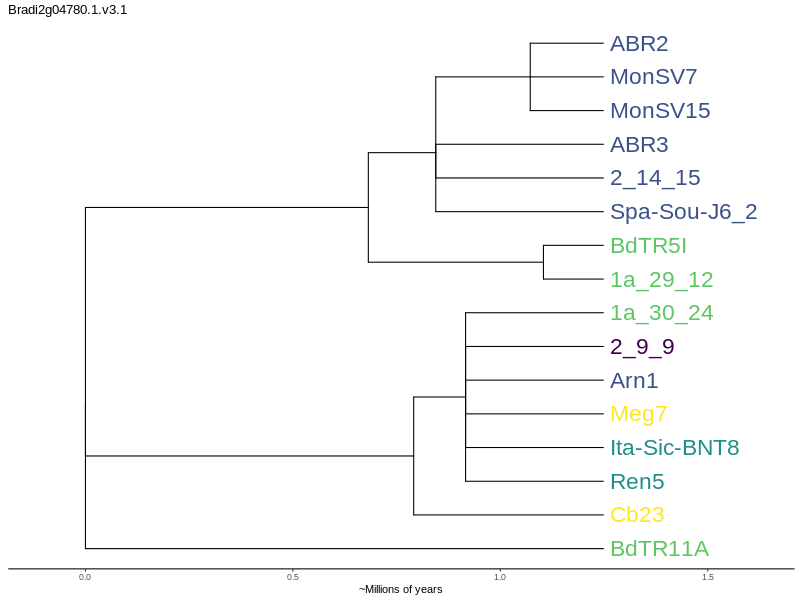 Bradi2g04780.1.v3.1
ABR2
MonSV7
MonSV15
ABR3
2_14_15
Spa-Sou-J6_2
BdTR5I
1a_29_12
1a_30_24
2_9_9
Arn1
Meg7
Ita-Sic-BNT8
Ren5
Cb23
BdTR11A
0.0 0.5 1.0 1.5
~Millions of years